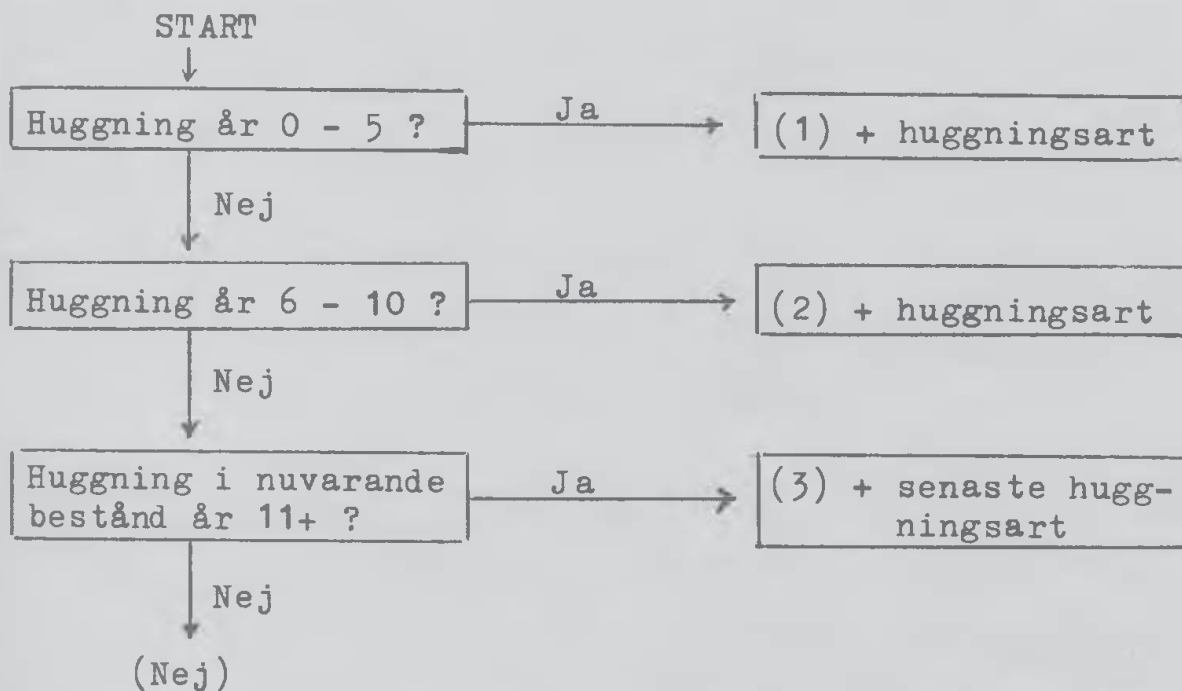 START
Huggning år 0 - 5 ?
Ja
(1) + huggningsart
Nej
Huggning år 6 - 10 ?
Ja
(2) + huggningsart
Nej
Huggning i nuvarande
bestånd år 11+ ?
Ja
(3) + senaste hugg-
ningsart
Nej
(Nej)